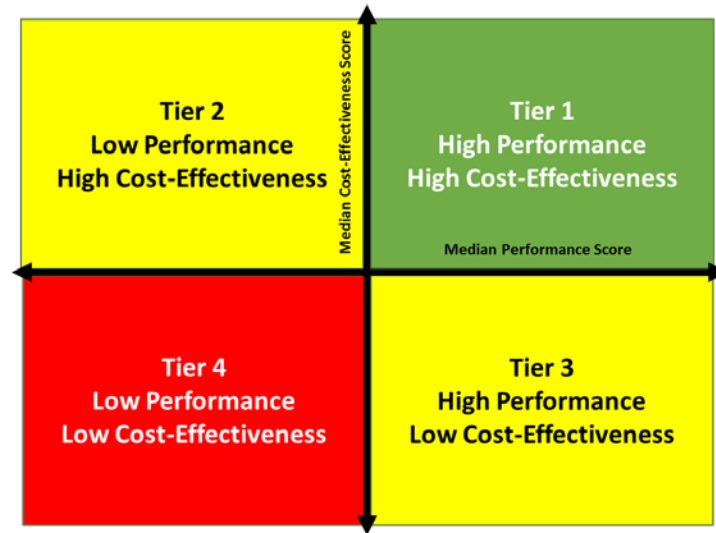 Tier 2
Low Performance
High Cost-Effectiveness
Median Cost-Effectiveness Score
Tier 1
High Performance
High Cost-Effectiveness
Median Performance Score
Tier 4
Low Performance
Low Cost-Effectiveness
Tier 3
High Performance
Low Cost-Effectiveness